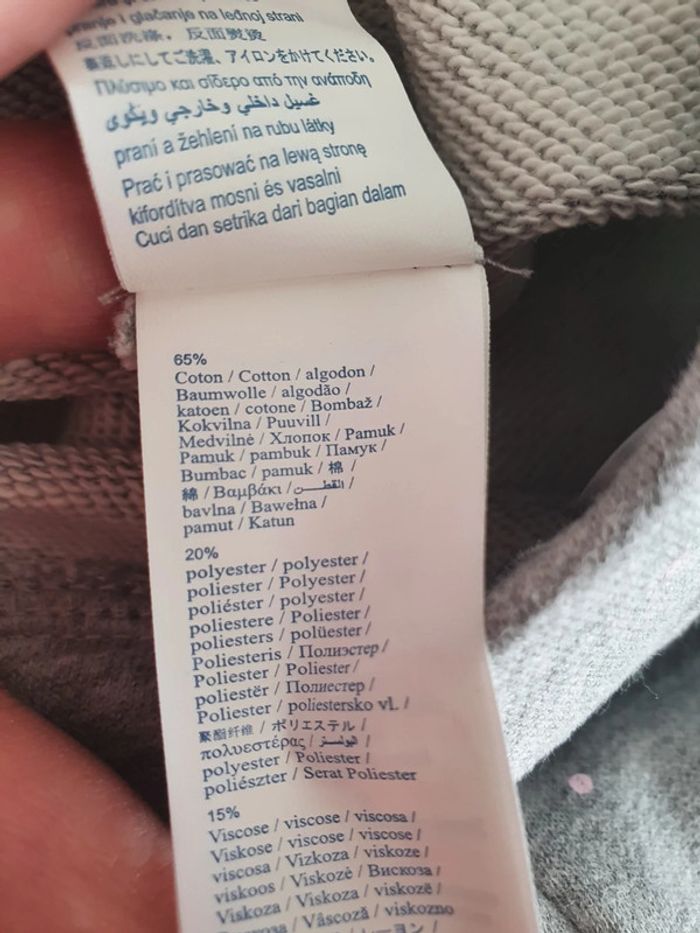 pranje i glačanje na leđnoj strani
反面洗滌，反面熨燙
裏返しにしてご洗濯、アイロンをかけてください。
Πλύσιμο και σίδερο από την ανάποδη
غسيل داخلي وخارجي ويكوى
praní a žehlení na rubu látky
Prać i prasować na lewą stronę
kifordítva mosni és vasalni
Cuci dan setrika dari bagian dalam
65%
Coton / Cotton / algodon /
Baumwolle / algodão /
katoen / cotone / Bombaž /
Kokvilna / Puuvill /
Medvilnė / Хлопок / Pamuk /
Pamuk / pambuk / Памук /
Bumbac / pamuk / 棉 /
綿 / Βαμβάκι / القطن /
bavlna / Bawełna /
pamut / Katun
20%
polyester / polyester /
poliester / Polyester /
poliéster / polyester /
poliestere / Poliester /
poliesters / polüester /
Poliesteris / Полиэстер /
Poliester / Poliester /
poliestër / Полиестер /
Poliester / poliestersko vl. /
聚酯纤维 / ポリエステル /
πολυεστέρας / البوليستر /
polyester / Poliester /
poliészter / Serat Poliester
15%
Viscose / viscose / viscosa /
Viskose / viscose / viscose /
viscosa / Vizkoza / viskoze /
viskoos / Viskozė / Вискоза /
Viskoza / Viskoza / viskozë /
/ Vâscoză / viskozno